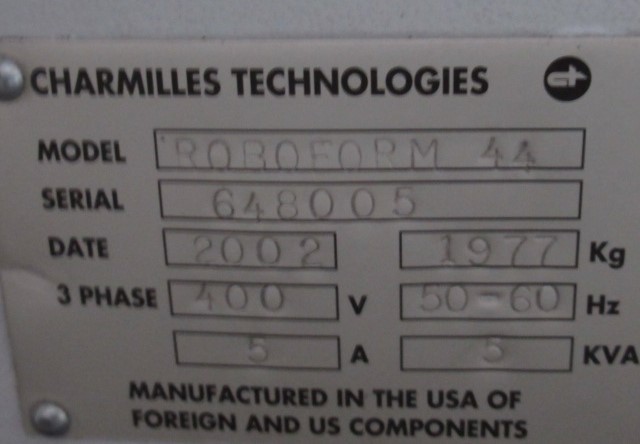 CHARMILLES TECHNOLOGIES
MODEL ROBOFORM 44
SERIAL 648005
DATE 2002 1977 Kg
3 PHASE 400 V 50-60 Hz
5 A 5 KVA
MANUFACTURED IN THE USA OF
FOREIGN AND US COMPONENTS